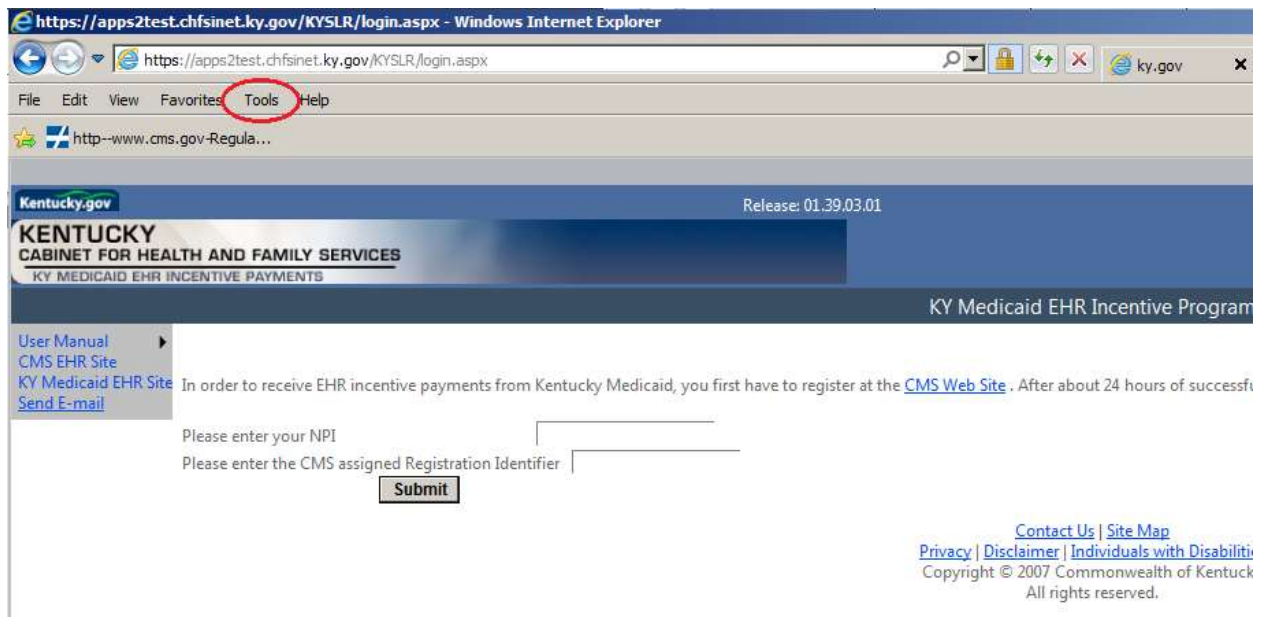 https://apps2test.chfsinet.ky.gov/KYSLR/login.aspx - Windows Internet Explorer
https://apps2test.chfsinet.ky.gov/KYSLR/login.aspx
ky.gov
File Edit View Favorites Tools Help
http--www.cms.gov-Regula...
Kentucky.gov
Release: 01.39.03.01
KENTUCKY
CABINET FOR HEALTH AND FAMILY SERVICES
KY MEDICAID EHR INCENTIVE PAYMENTS
KY Medicaid EHR Incentive Program
User Manual
CMS EHR Site
KY Medicaid EHR Site
Send E-mail
In order to receive EHR incentive payments from Kentucky Medicaid, you first have to register at the CMS Web Site . After about 24 hours of successfu
Please enter your NPI
Please enter the CMS assigned Registration Identifier
Submit
Contact Us | Site Map
Privacy | Disclaimer | Individuals with Disabiliti
Copyright © 2007 Commonwealth of Kentuck
All rights reserved.